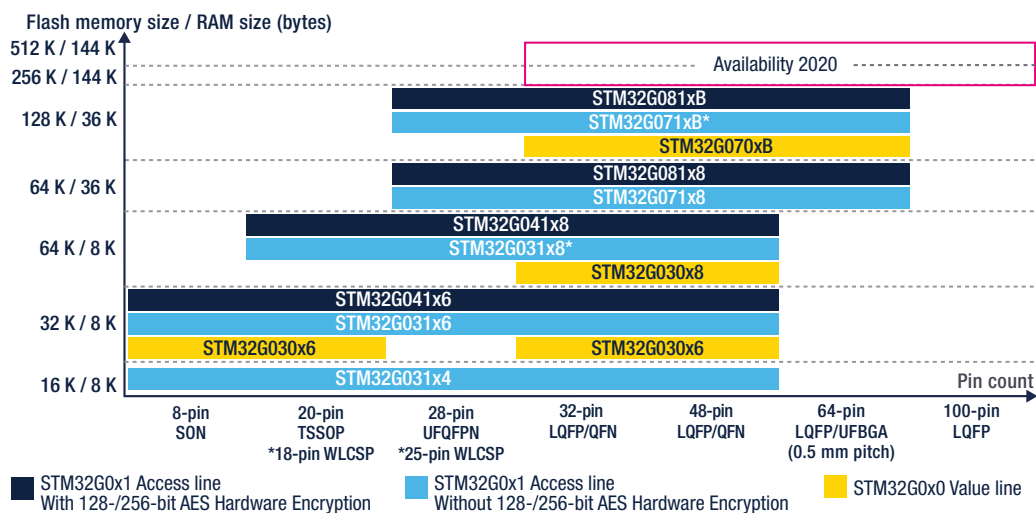 Flash memory size / RAM size (bytes)
512 K / 144 K
256 K / 144 K
Availability 2020
128 K / 36 K
STM32G081xB
STM32G071xB*
STM32G070xB
64 K / 36 K
STM32G081x8
STM32G071x8
64 K / 8 K
STM32G041x8
STM32G031x8*
STM32G030x8
32 K / 8 K
STM32G041x6
STM32G031x6
STM32G030x6
STM32G030x6
16 K / 8 K
STM32G031x4
Pin count
8-pin
SON
20-pin
TSSOP
*18-pin WLCSP
28-pin
UFQFPN
*25-pin WLCSP
32-pin
LQFP/QFN
48-pin
LQFP/QFN
64-pin
LQFP/UFBGA
(0.5 mm pitch)
100-pin
LQFP
STM32G0x1 Access line
With 128-/256-bit AES Hardware Encryption
STM32G0x1 Access line
Without 128-/256-bit AES Hardware Encryption
STM32G0x0 Value line